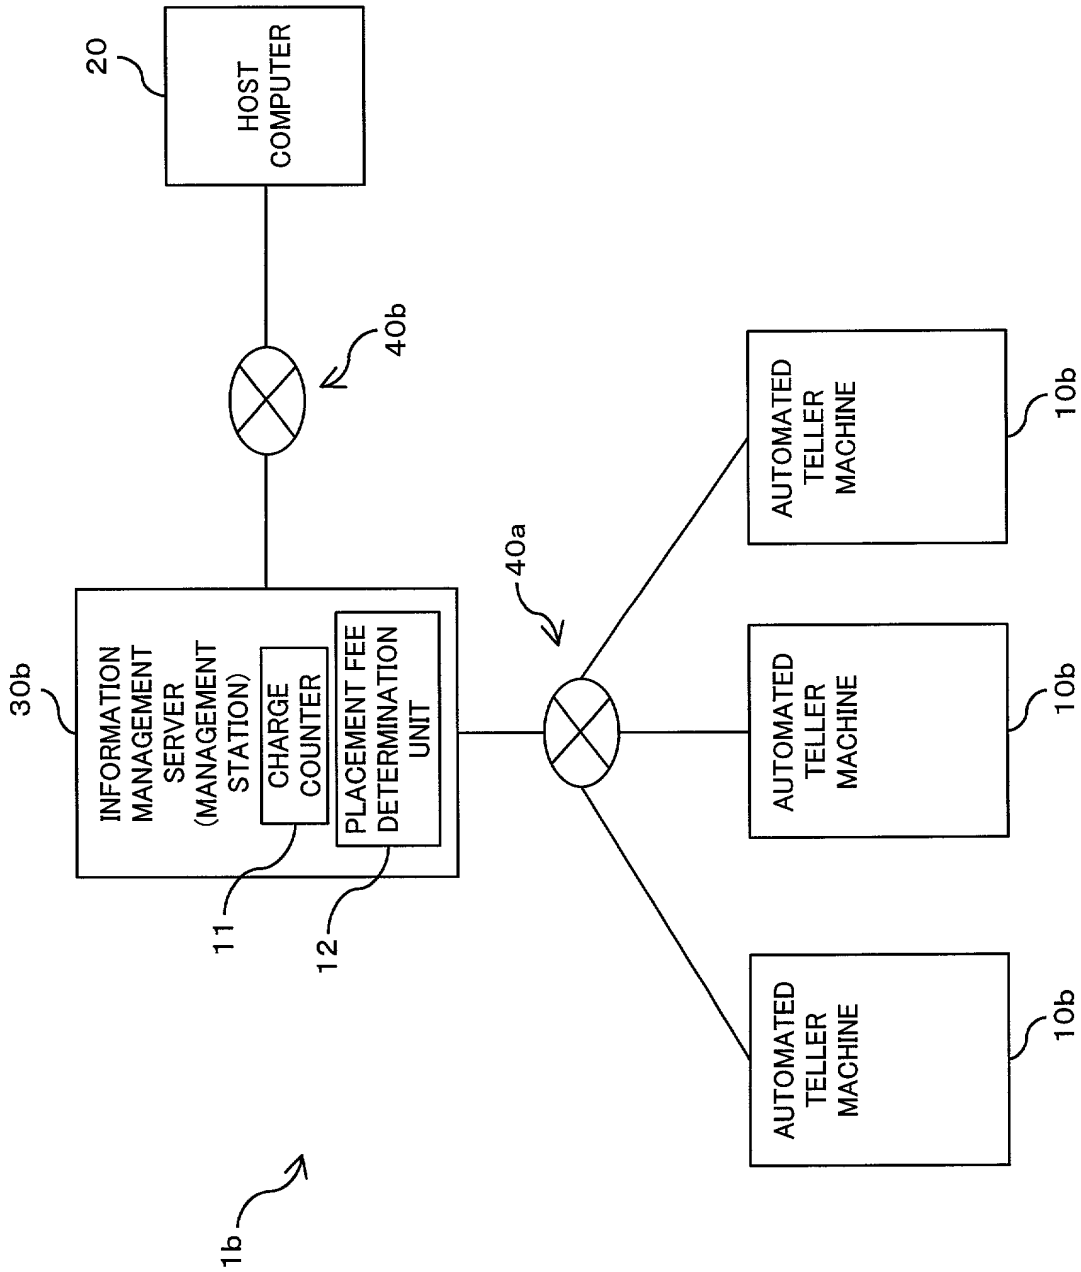 1b
30b
INFORMATION
MANAGEMENT
SERVER
(MANAGEMENT
STATION)
CHARGE
COUNTER
PLACEMENT FEE
DETERMINATION
UNIT
11
12
40b
20
HOST
COMPUTER
40a
AUTOMATED
TELLER
MACHINE
10b
AUTOMATED
TELLER
MACHINE
10b
AUTOMATED
TELLER
MACHINE
10b